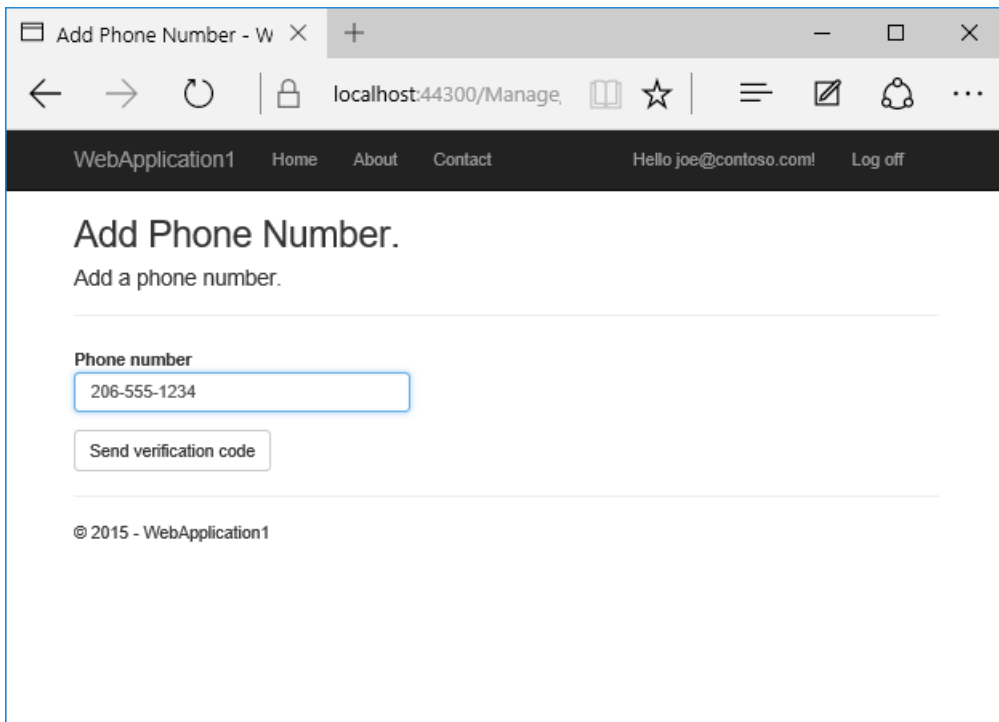 Add Phone Number - W
localhost:44300/Manage
WebApplication1 Home About Contact Hello joe@contoso.com! Log off
Add Phone Number.
Add a phone number.
Phone number
206-555-1234
Send verification code
© 2015 - WebApplication1